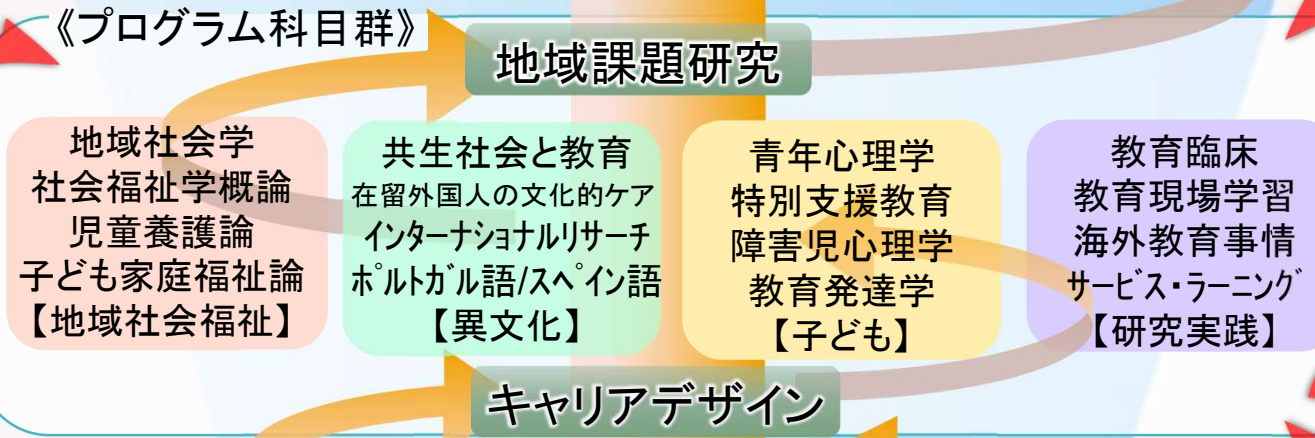 《プログラム科目群》
地域課題研究
地域社会学
社会福祉学概論
児童養護論
子ども家庭福祉論
【地域社会福祉】
共生社会と教育
在留外国人の文化的ケア
インターナショナルリサーチ
ポルトガル語/スペイン語
【異文化】
青年心理学
特別支援教育
障害児心理学
教育発達学
【子ども】
教育臨床
教育現場学習
海外教育事情
サービス・ラーニング
【研究実践】
キャリアデザイン